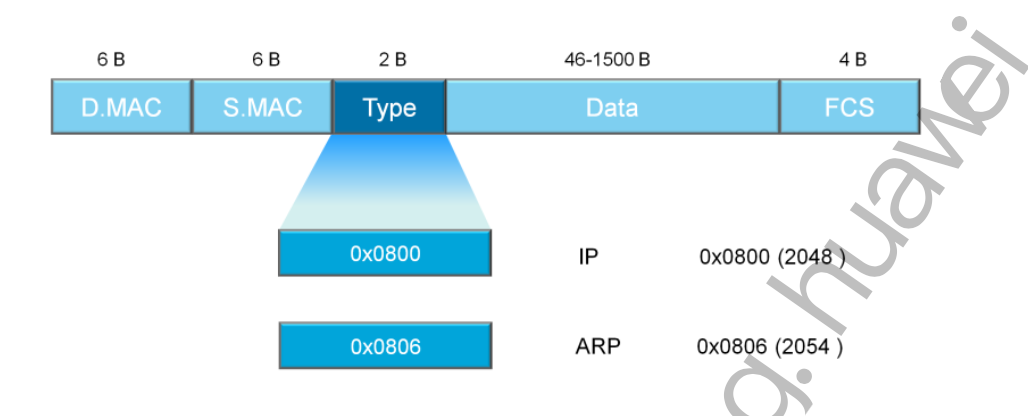 6 B 6 B 2 B 46-1500 B 4 B
D.MAC S.MAC Type Data FCS
0x0800 IP 0x0800 (2048 )
0x0806 ARP 0x0806 (2054 )
g.huawei